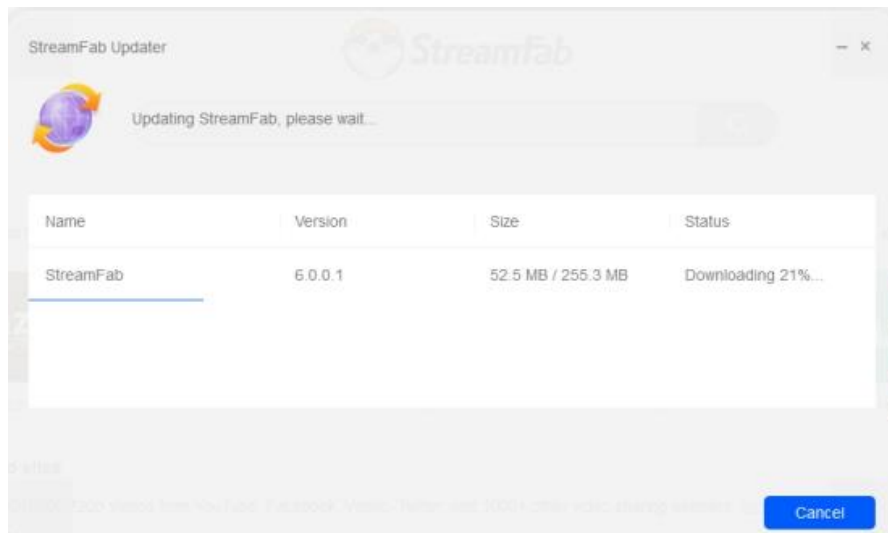 StreamFab
StreamFab Updater
Updating StreamFab, please wait...
Name Version Size Status
StreamFab 6.0.0.1 52.5 MB / 255.3 MB Downloading 21%...
Cancel